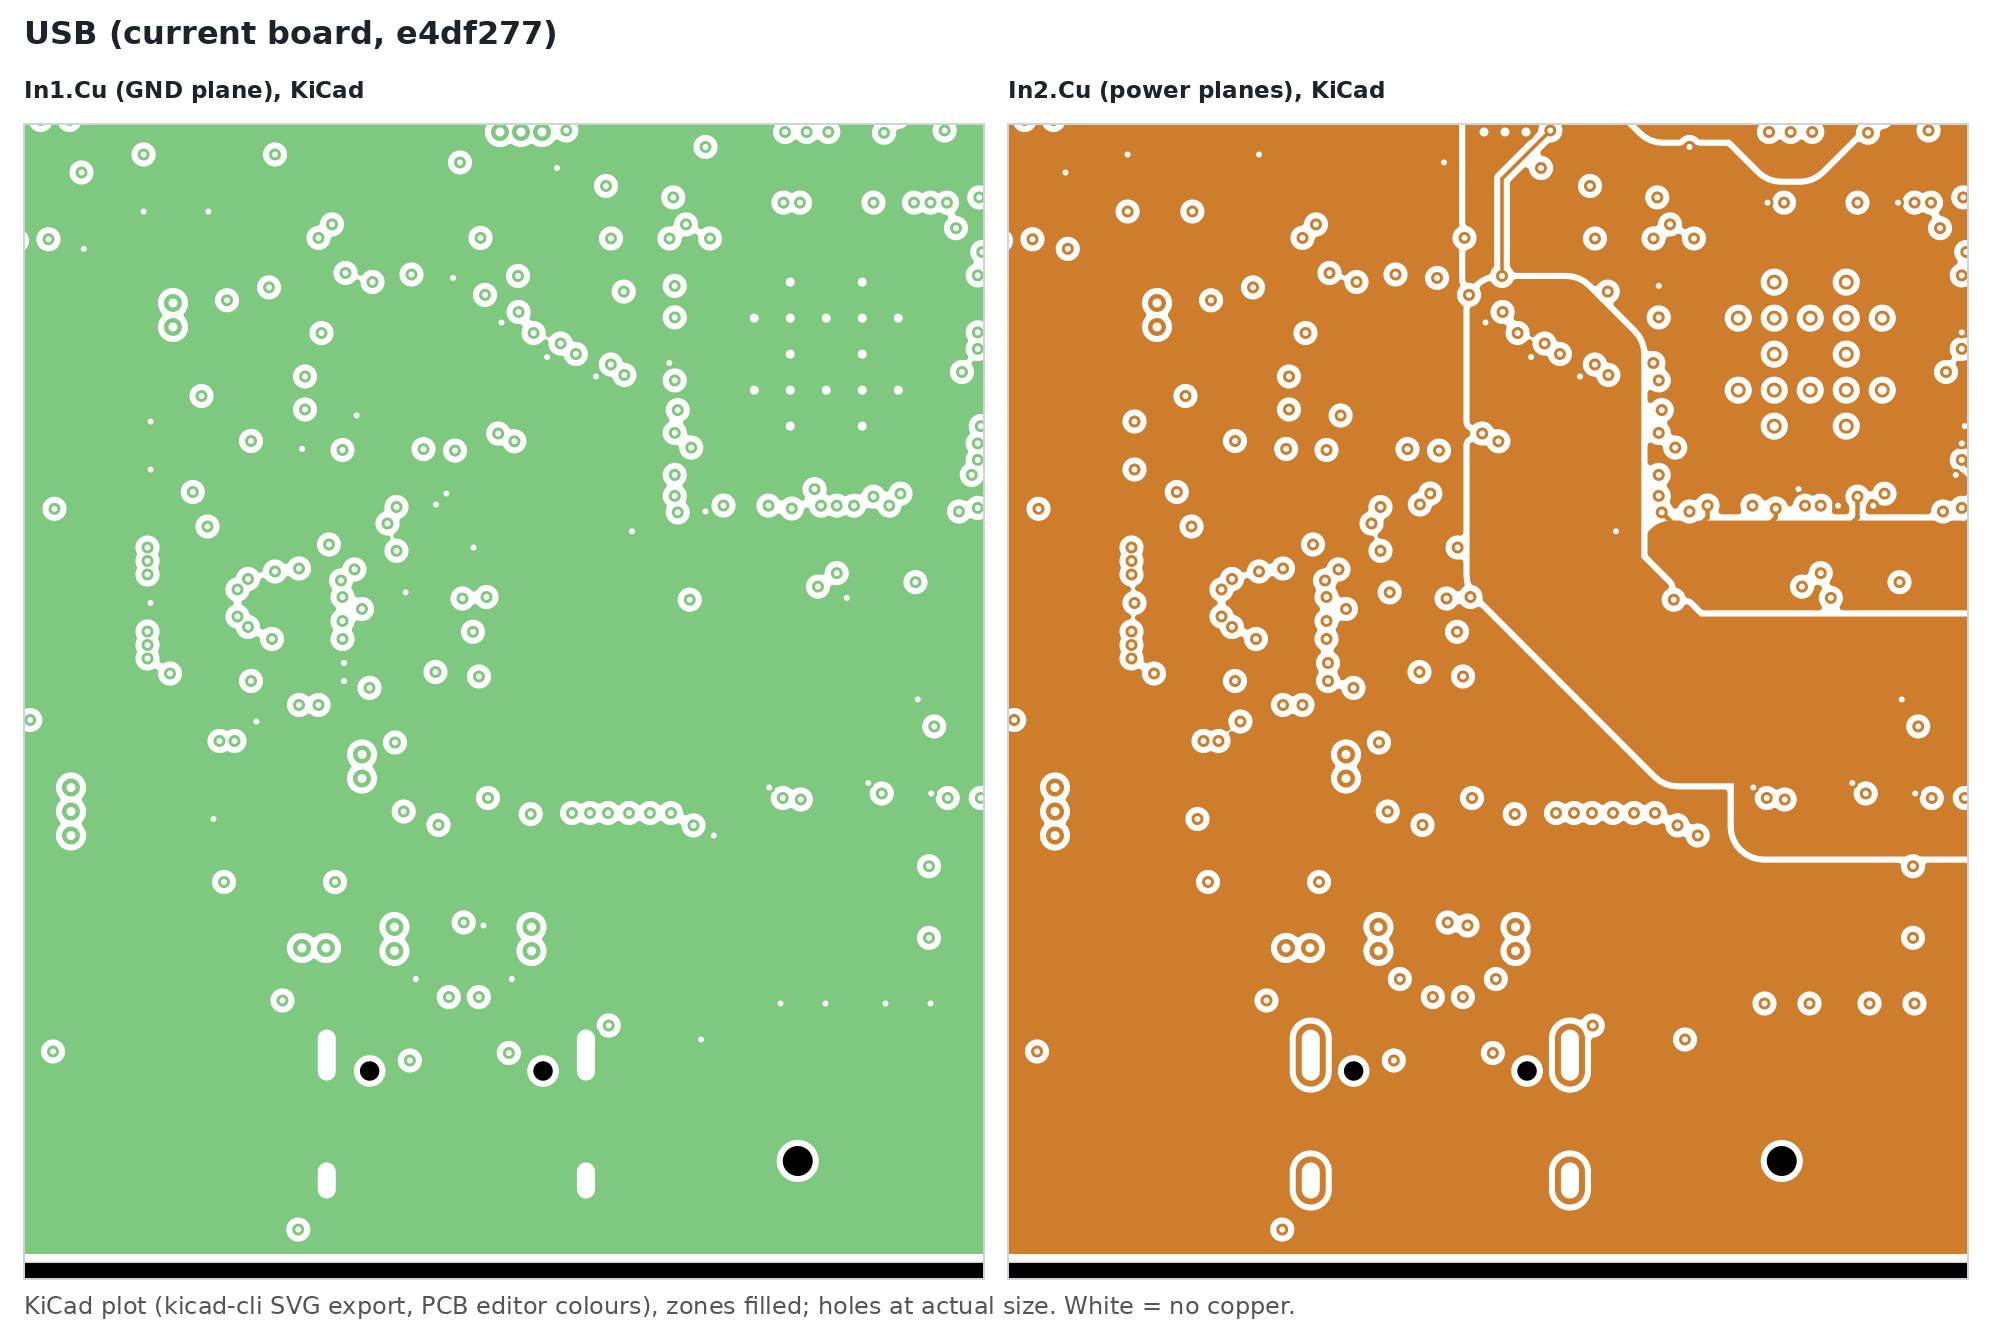 USB (current board, e4df277)
In1.Cu (GND plane), KiCad
In2.Cu (power planes), KiCad
KiCad plot (kicad-cli SVG export, PCB editor colours), zones filled; holes at actual size. White = no copper.